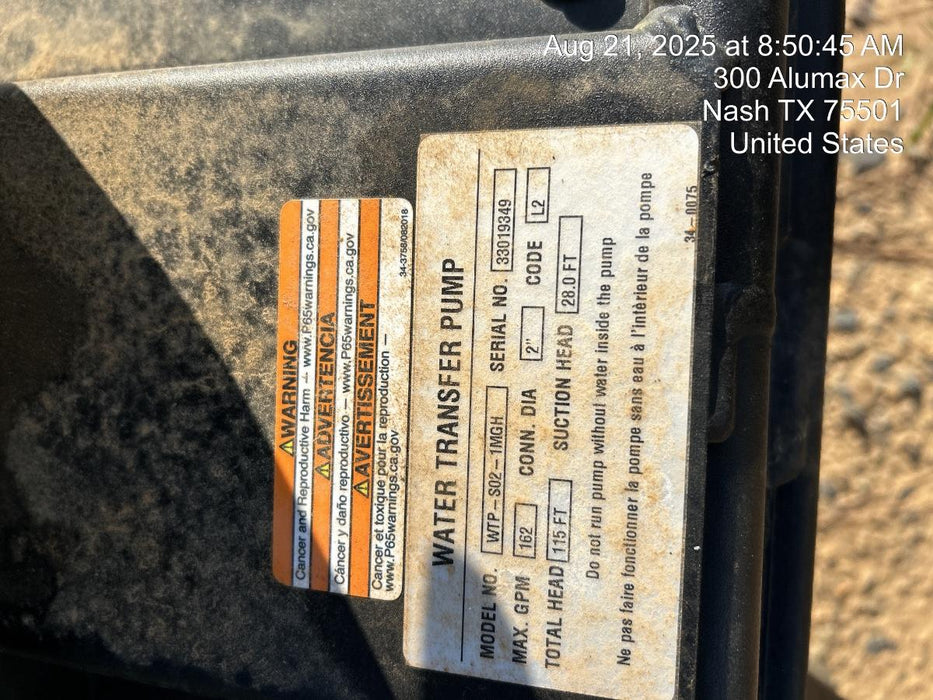 Aug 21, 2025 at 8:50:45 AM
300 Alumax Dr
Nash TX 75501
United States
WARNING
Cancer and Reproductive Harm – www.P65warnings.ca.gov
ADVERTENCIA
Cáncer y daño reproductivo – www.P65warnings.ca.gov
AVERTISSEMENT
Cancer et toxique pour la reproduction –
www.P65warnings.ca.gov
34-3758/082018
WATER TRANSFER PUMP
MODEL NO. WTP-S02-1MGH SERIAL NO. 33019349
MAX. GPM 162 CONN. DIA 2" CODE L2
TOTAL HEAD 115 FT SUCTION HEAD 28.0 FT
Do not run pump without water inside the pump
Ne pas faire fonctionner la pompe sans eau à l'intèrieur de la pompe
34-0075